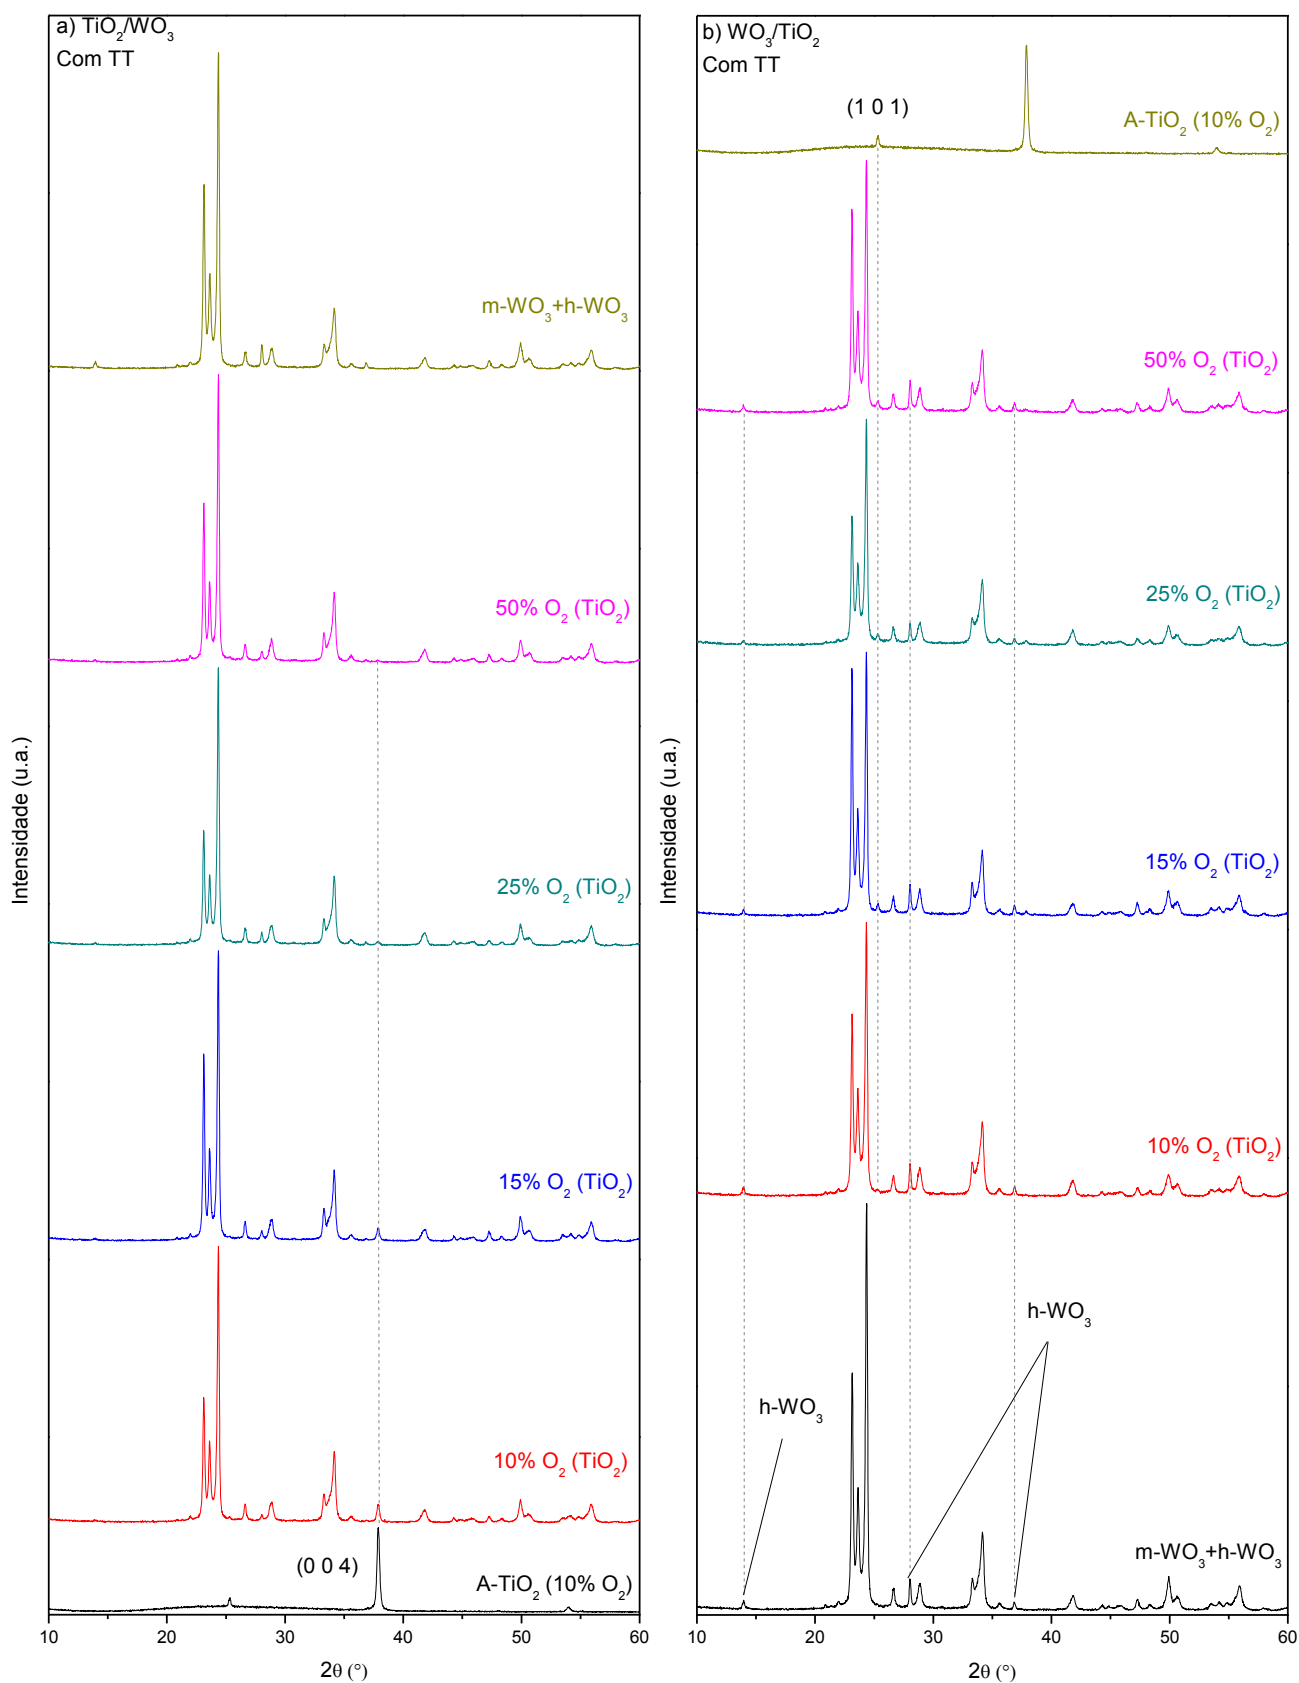 a) TiO₂/WO₃
Com TT
m-WO₃+h-WO₃
50% O₂ (TiO₂)
25% O₂ (TiO₂)
15% O₂ (TiO₂)
10% O₂ (TiO₂)
(0 0 4)
A-TiO₂ (10% O₂)
10 20 30 40 50 60
2θ (°)
Intensidade (u.a.)
b) WO₃/TiO₂
Com TT
(1 0 1)
A-TiO₂ (10% O₂)
50% O₂ (TiO₂)
25% O₂ (TiO₂)
15% O₂ (TiO₂)
10% O₂ (TiO₂)
h-WO₃
h-WO₃
m-WO₃+h-WO₃
10 20 30 40 50 60
2θ (°)
Intensidade (u.a.)